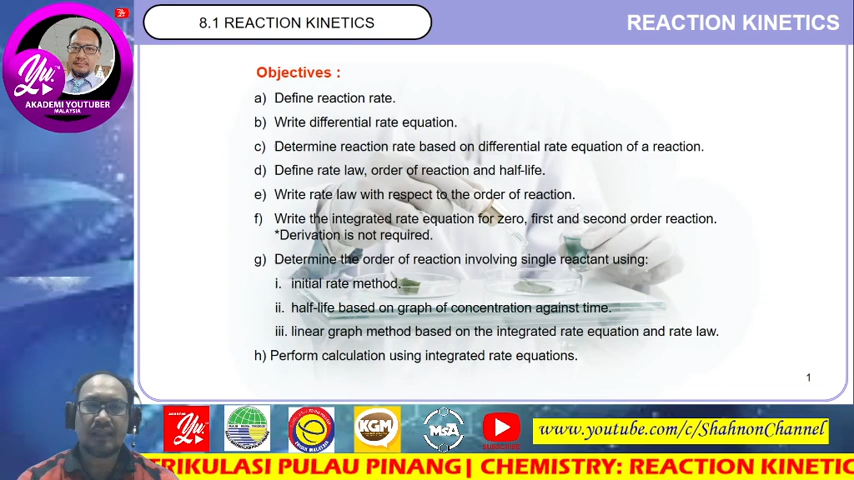 8.1 REACTION KINETICS
REACTION KINETICS
Yu.
AKADEMI YOUTUBER
MALAYSIA
Objectives :
a) Define reaction rate.
b) Write differential rate equation.
c) Determine reaction rate based on differential rate equation of a reaction.
d) Define rate law, order of reaction and half-life.
e) Write rate law with respect to the order of reaction.
f) Write the integrated rate equation for zero, first and second order reaction.
*Derivation is not required.
g) Determine the order of reaction involving single reactant using:
i. initial rate method.
ii. half-life based on graph of concentration against time.
iii. linear graph method based on the integrated rate equation and rate law.
h) Perform calculation using integrated rate equations.
1
Yu.
KGM
MsA
SUBSCRIBE
www.youtube.com/c/ShahnonChannel
TRIKULASI PULAU PINANG| CHEMISTRY: REACTION KINETIC